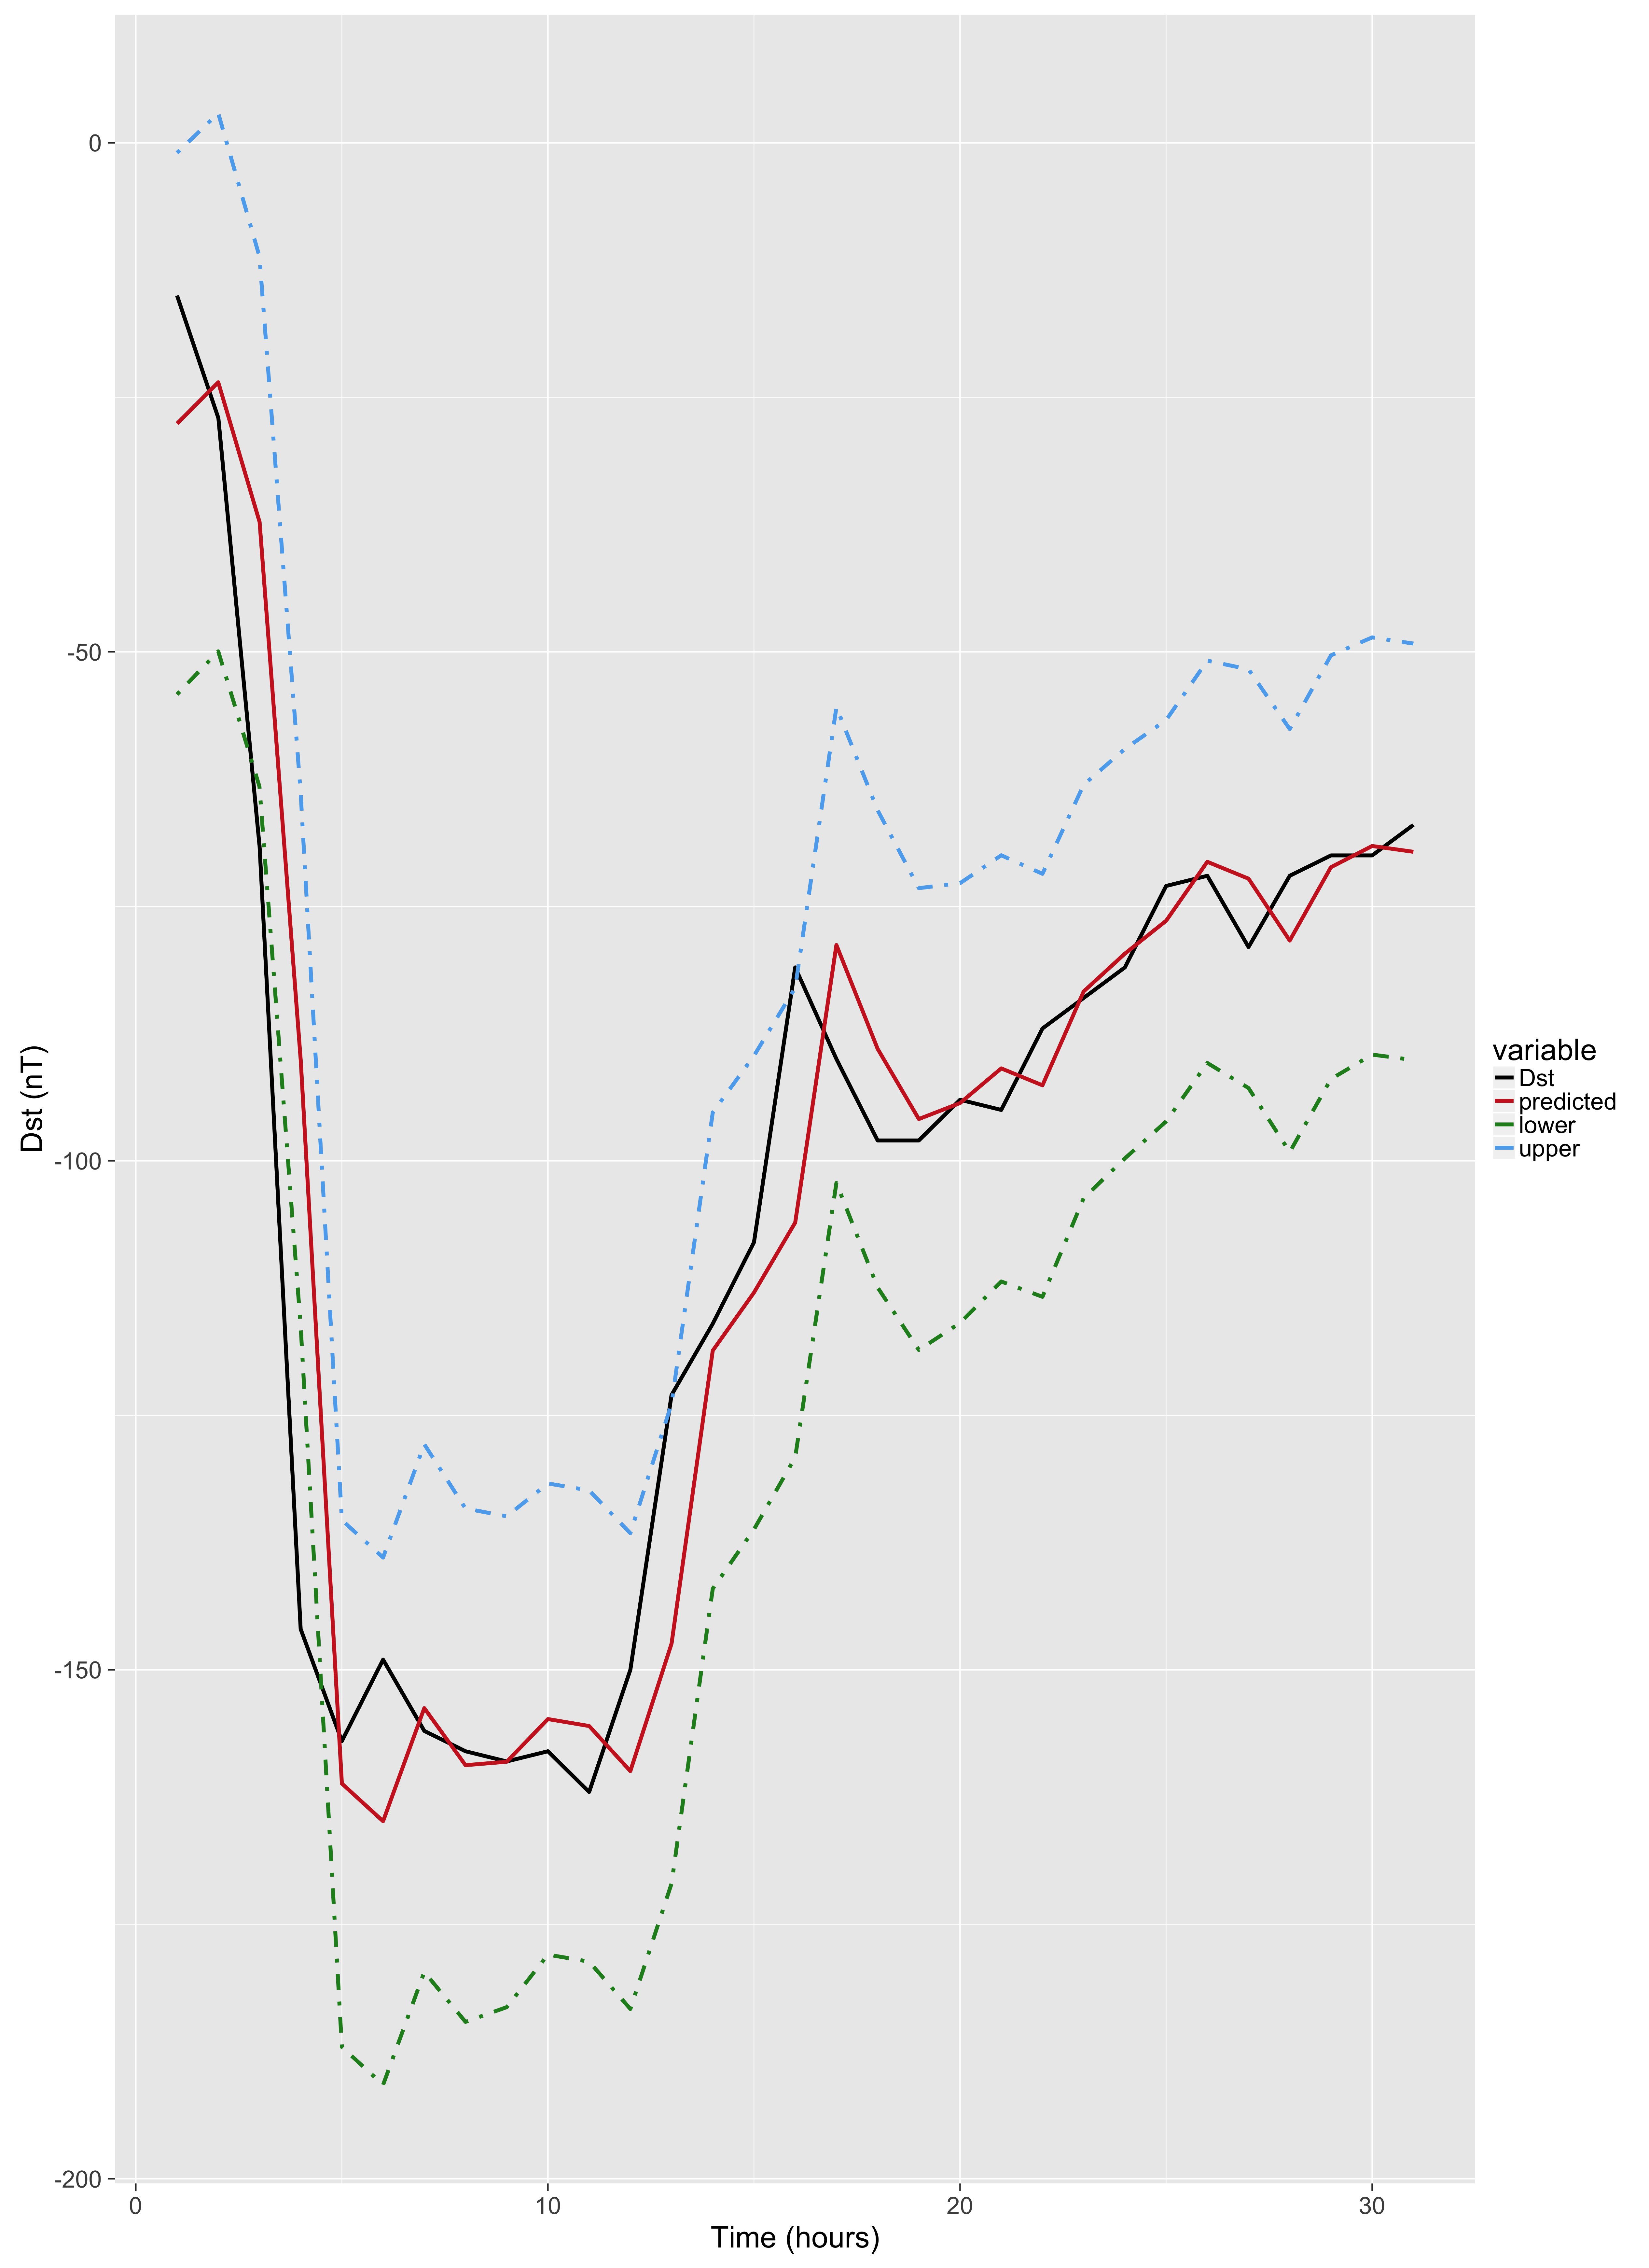 0
-50
-100
-150
-200
Dst (nT)
0
10
20
30
Time (hours)
variable
Dst
predicted
lower
upper